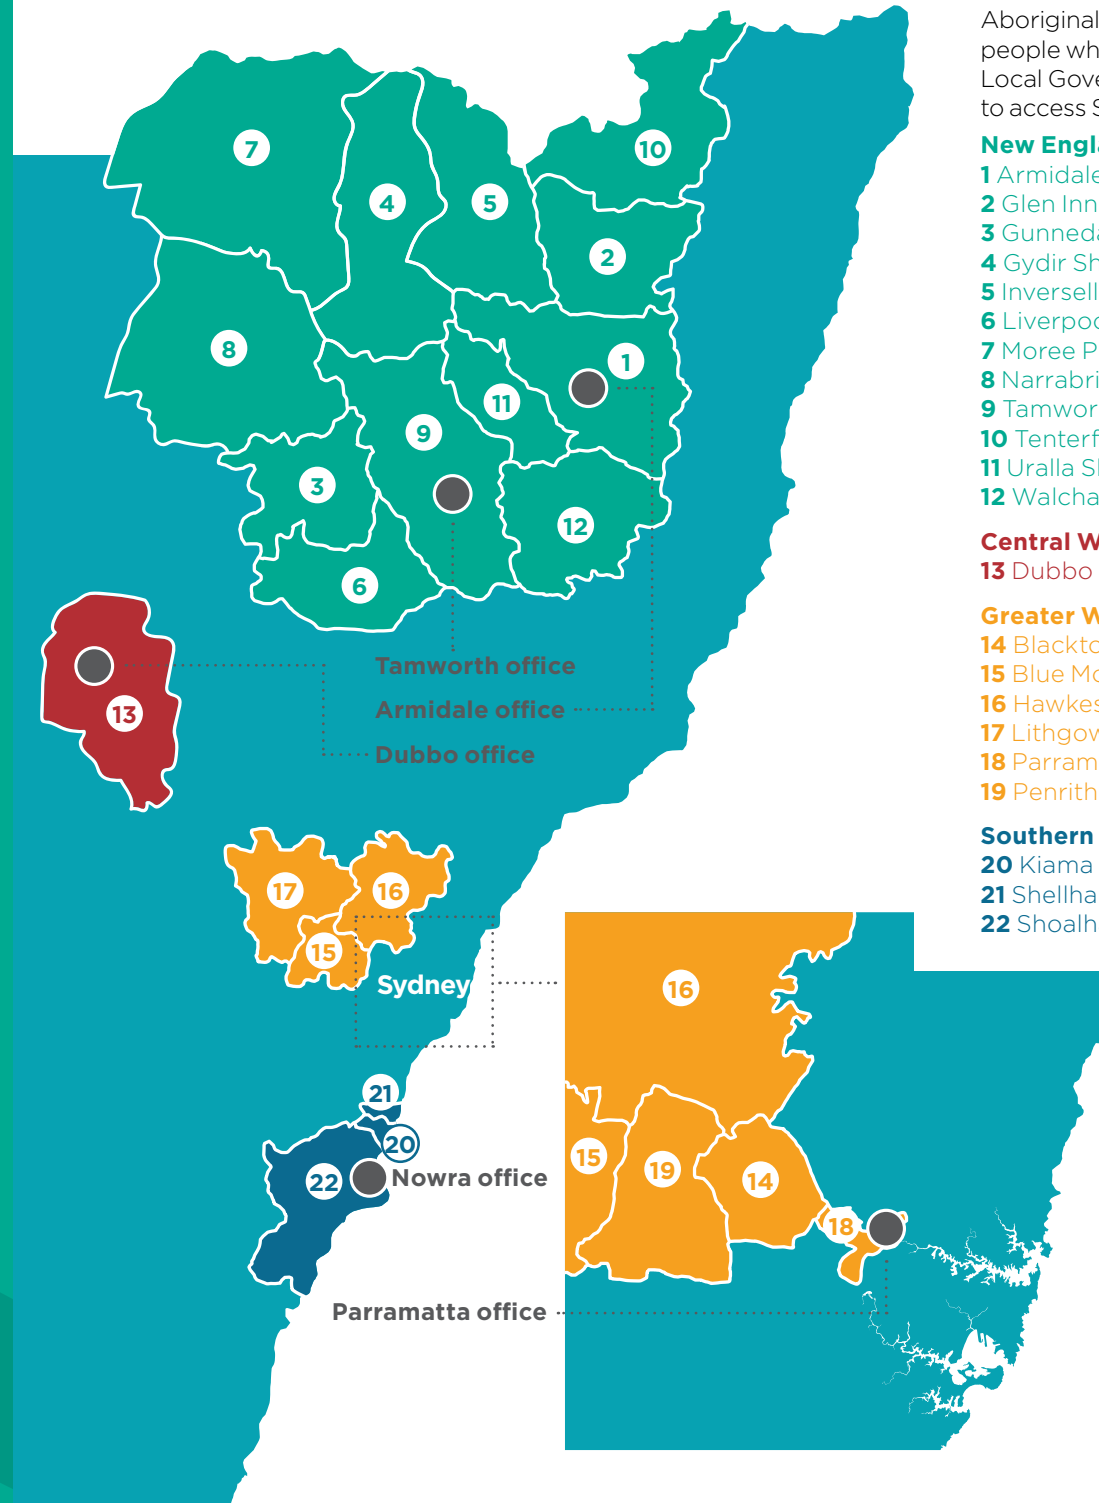 Aboriginal
people wh
Local Gove
to access S
New Engla
1 Armidale
2 Glen Inn
3 Gunneda
4 Gydir Sh
5 Inversell
6 Liverpoo
7 Moree P
8 Narrabri
9 Tamwor
10 Tenterf
11 Uralla Sh
12 Walcha
Central W
13 Dubbo
Greater W
14 Blackto
15 Blue Mo
16 Hawkes
17 Lithgow
18 Parram
19 Penrith
Southern
20 Kiama
21 Shellha
22 Shoalh
7
10
4
5
2
8
1
11
9
3
12
6
Tamworth office
Armidale office
Dubbo office
13
17
16
15
Sydney
21
20
22
Nowra office
Parramatta office
16
15
19
14
18